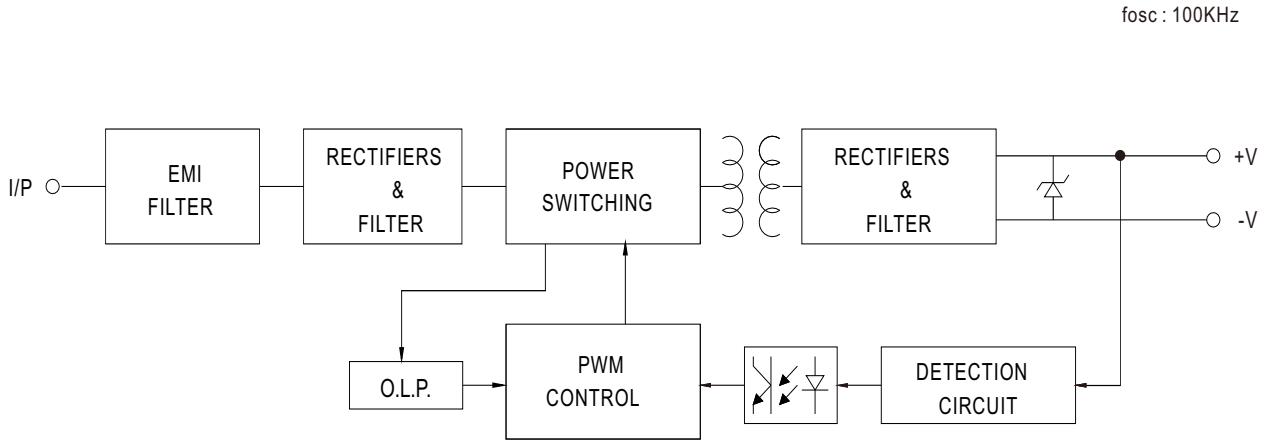 fosc : 100KHz
I/P
EMI
FILTER
RECTIFIERS
&
FILTER
POWER
SWITCHING
RECTIFIERS
&
FILTER
+V
-V
O.L.P.
PWM
CONTROL
DETECTION
CIRCUIT